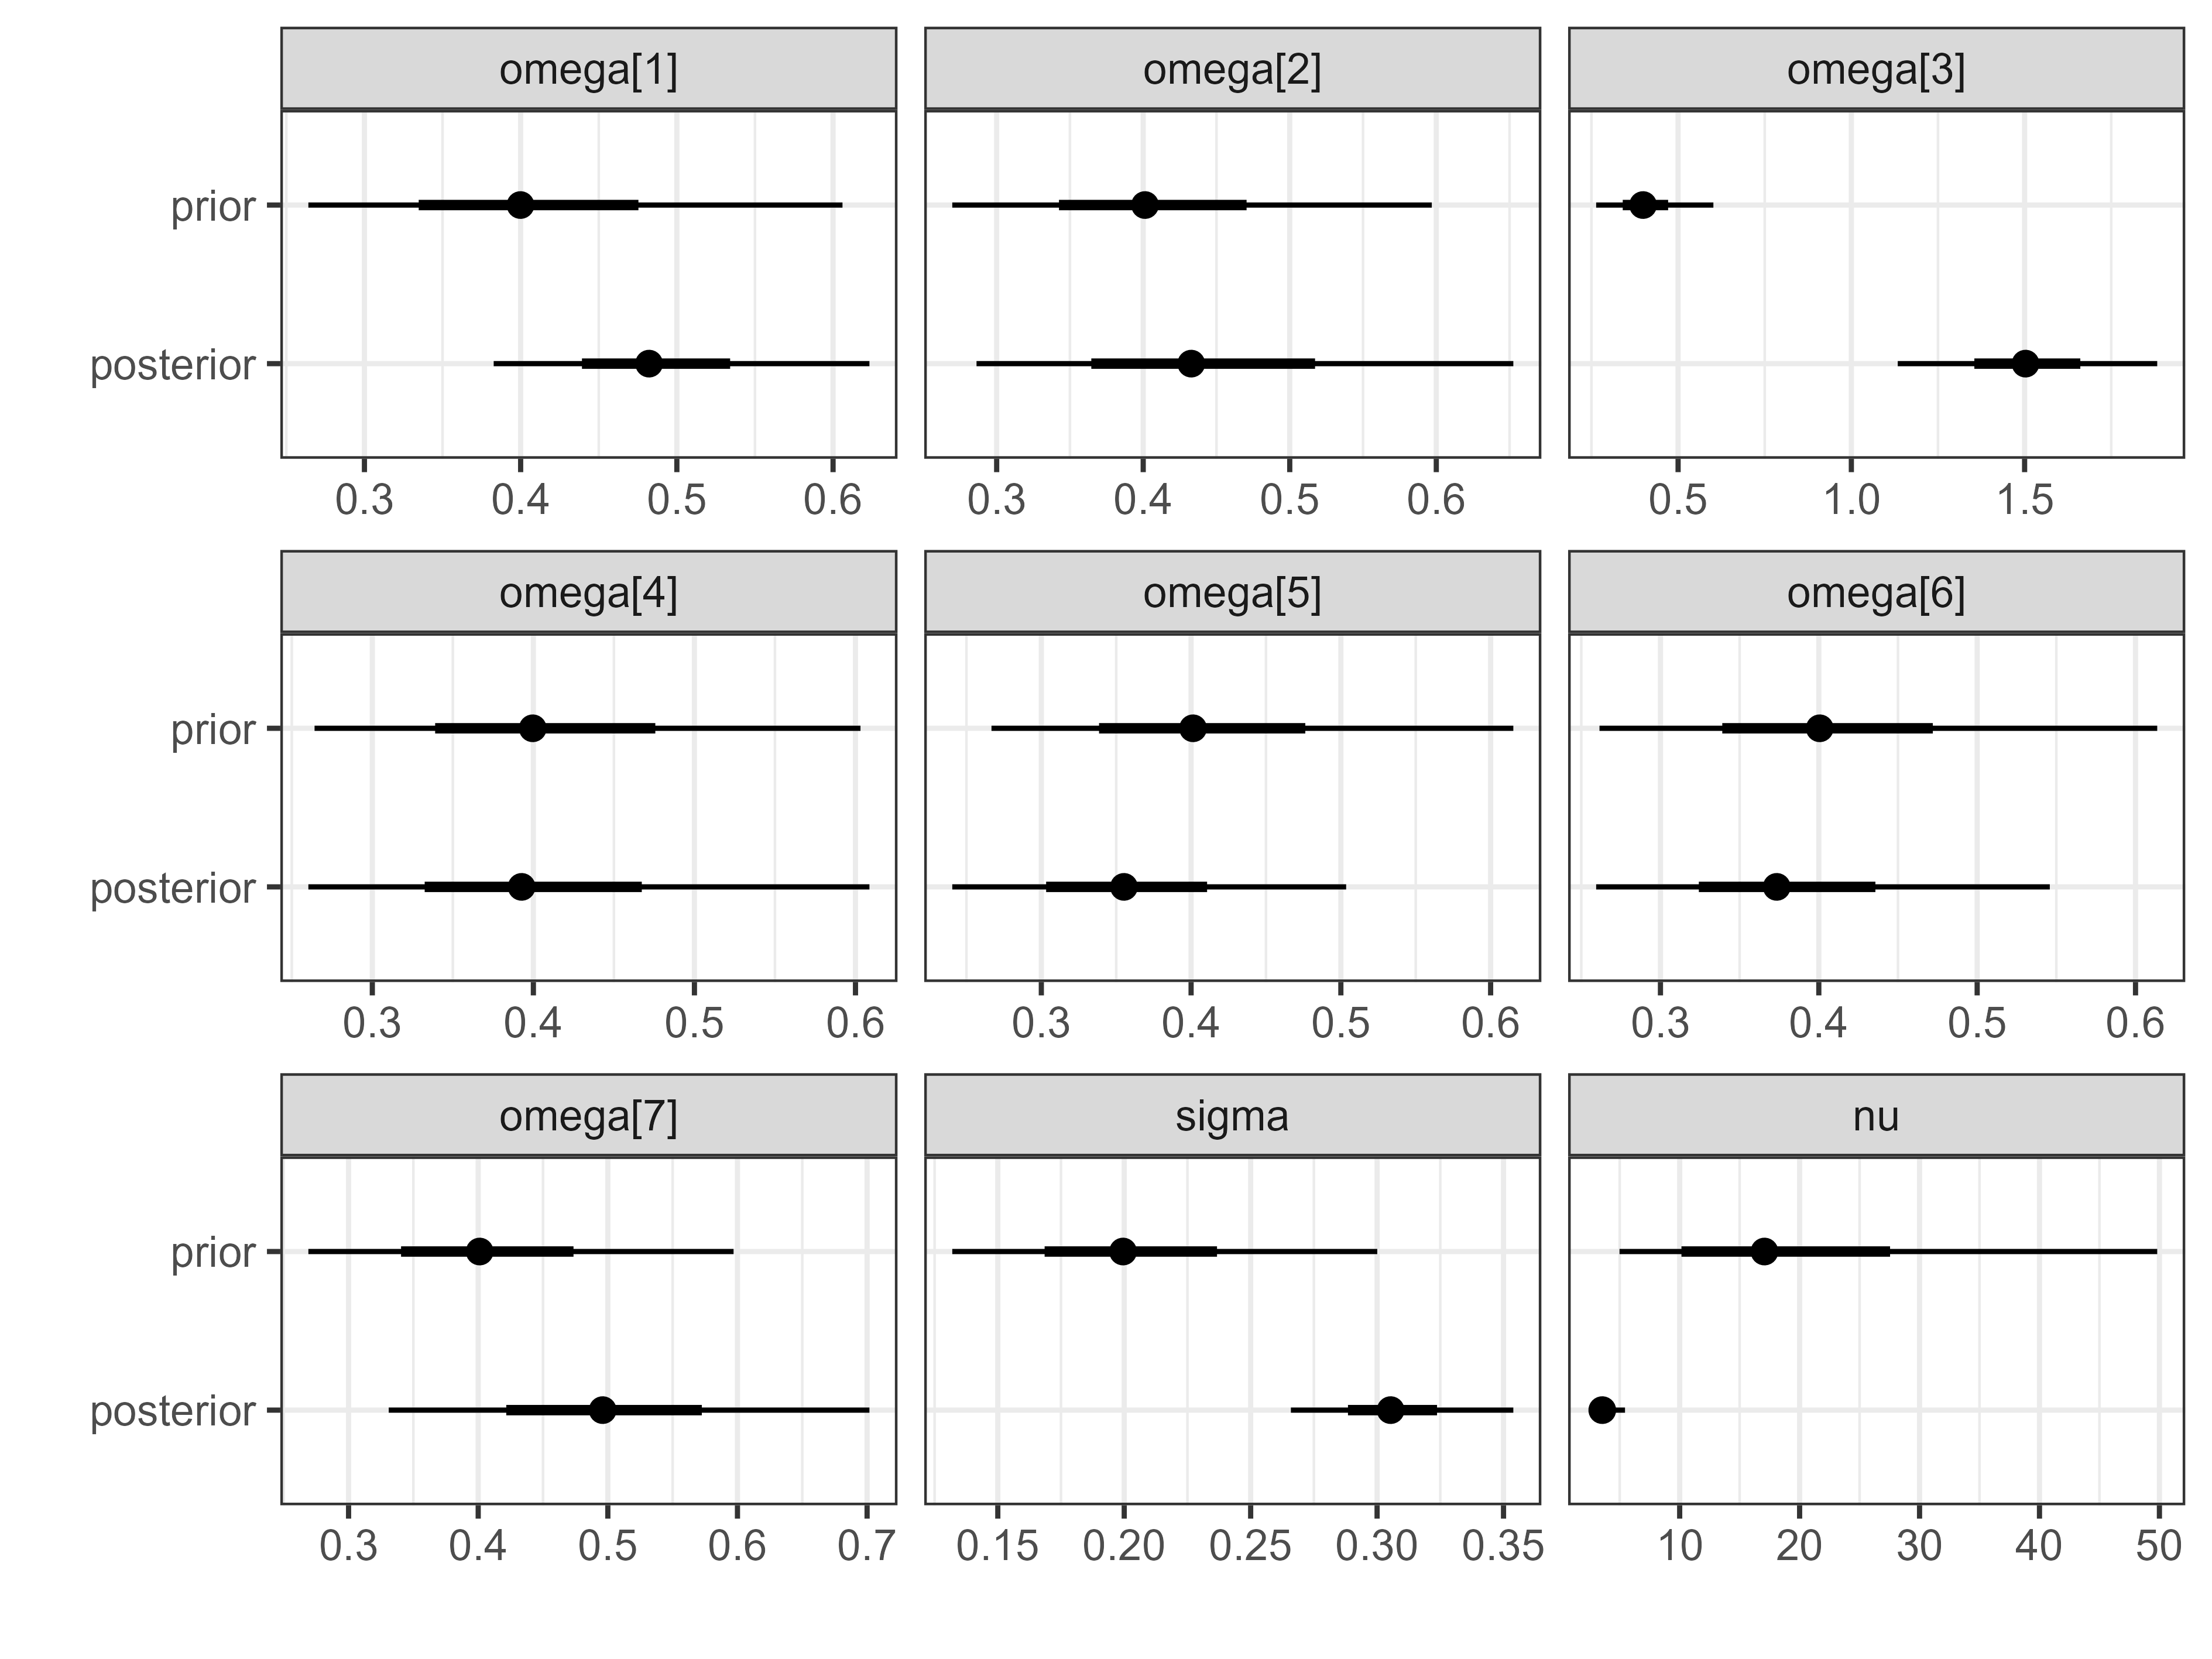 omega[1] omega[2] omega[3]
prior
posterior
0.3 0.4 0.5 0.6 0.3 0.4 0.5 0.6 0.5 1.0 1.5
omega[4] omega[5] omega[6]
prior
posterior
0.3 0.4 0.5 0.6 0.3 0.4 0.5 0.6 0.3 0.4 0.5 0.6
omega[7] sigma nu
prior
posterior
0.3 0.4 0.5 0.6 0.7 0.15 0.20 0.25 0.30 0.35 10 20 30 40 50